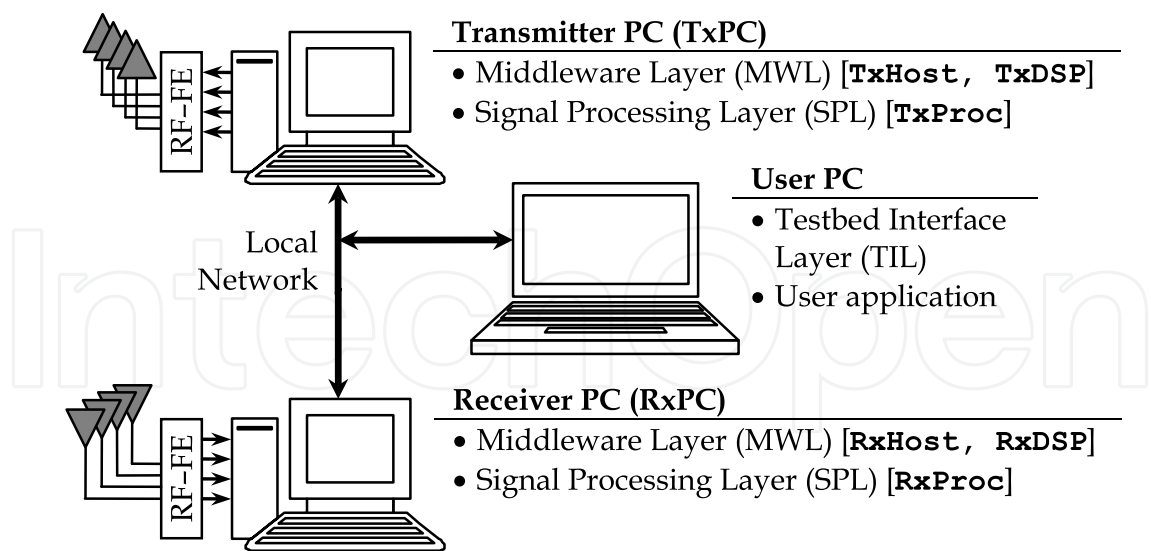 Transmitter PC (TxPC)
• Middleware Layer (MWL) [TxHost, TxDSP]
• Signal Processing Layer (SPL) [TxProc]
RF-FE
User PC
• Testbed Interface
Layer (TIL)
• User application
Local
Network
IntechOpen
Receiver PC (RxPC)
• Middleware Layer (MWL) [RxHost, RxDSP]
• Signal Processing Layer (SPL) [RxProc]
RF-FE